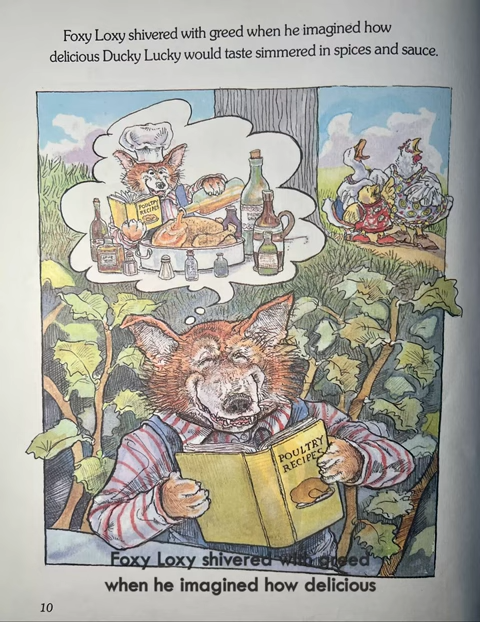 Foxy Loxy shivered with greed when he imagined how
delicious Ducky Lucky would taste simmered in spices and sauce.
POULTRY
RECIPES
POULTRY
RECIPES
Foxy Loxy shivered with greed
when he imagined how delicious
10